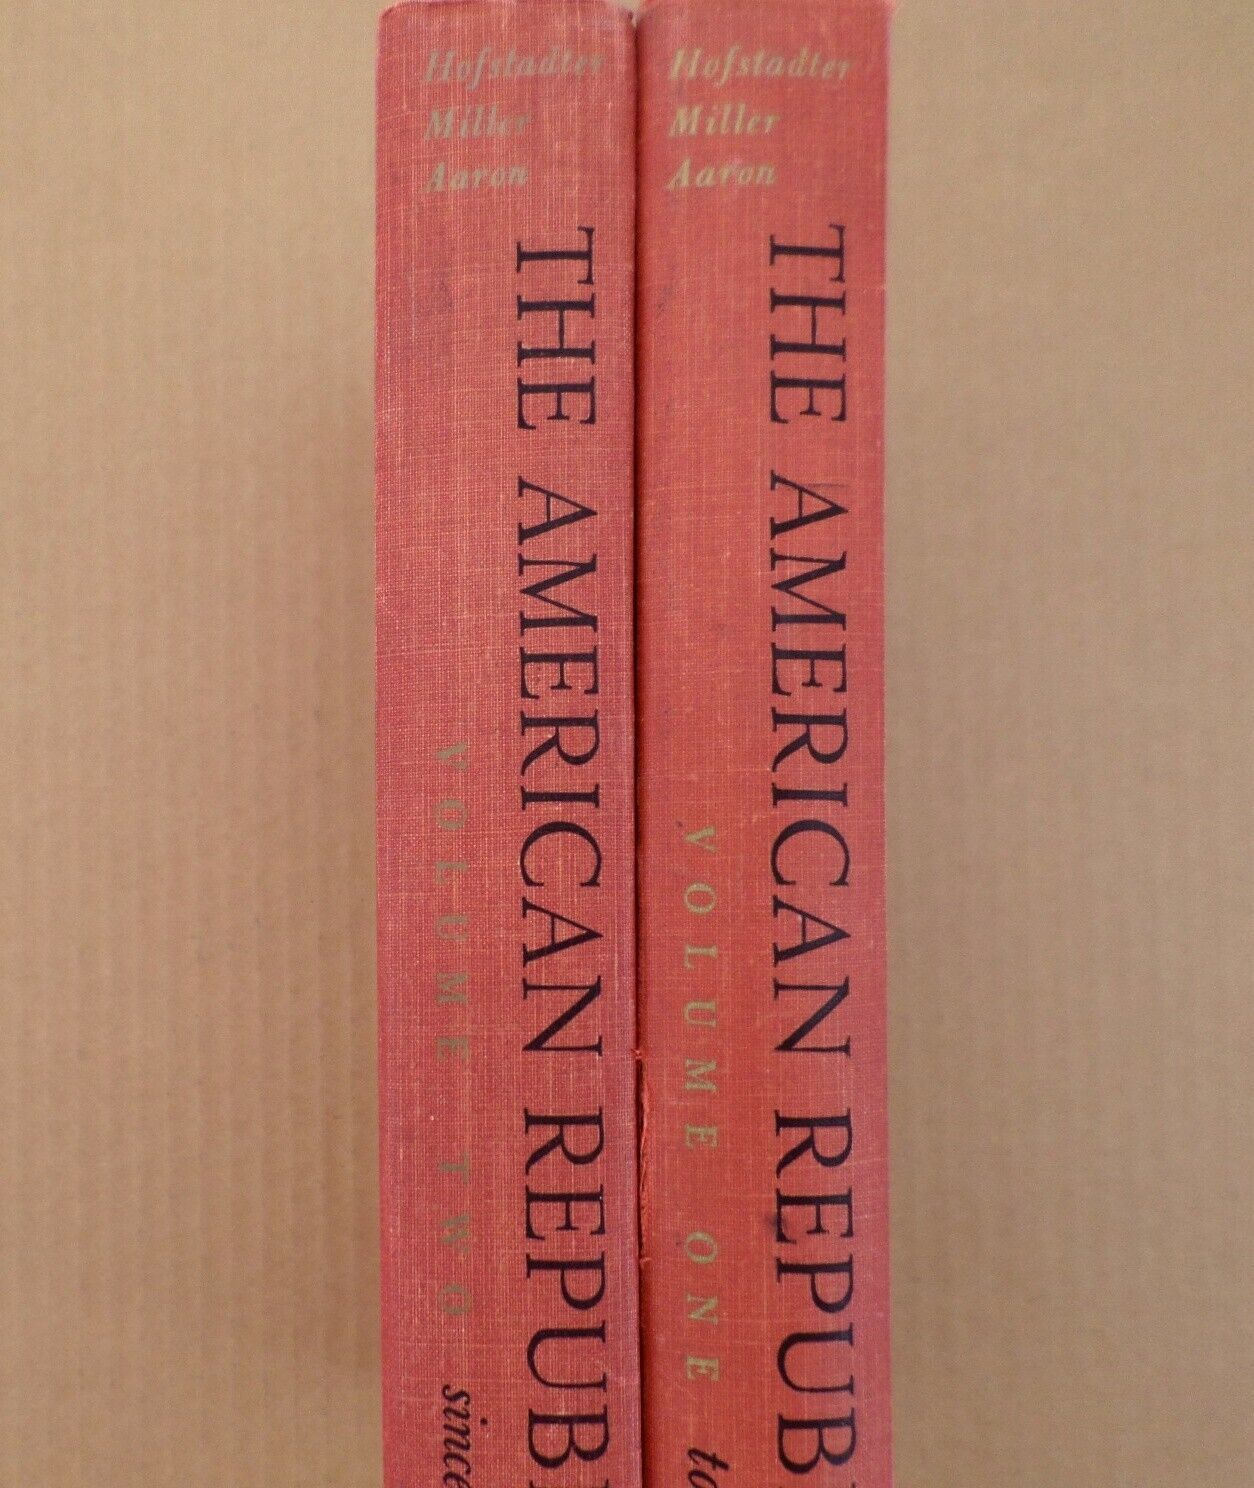 Hofstadter
Miller
Aaron
THE AMERICAN REPUB
VOLUME TWO
since
Hofstadter
Miller
Aaron
THE AMERICAN REPUB
VOLUME ONE
to